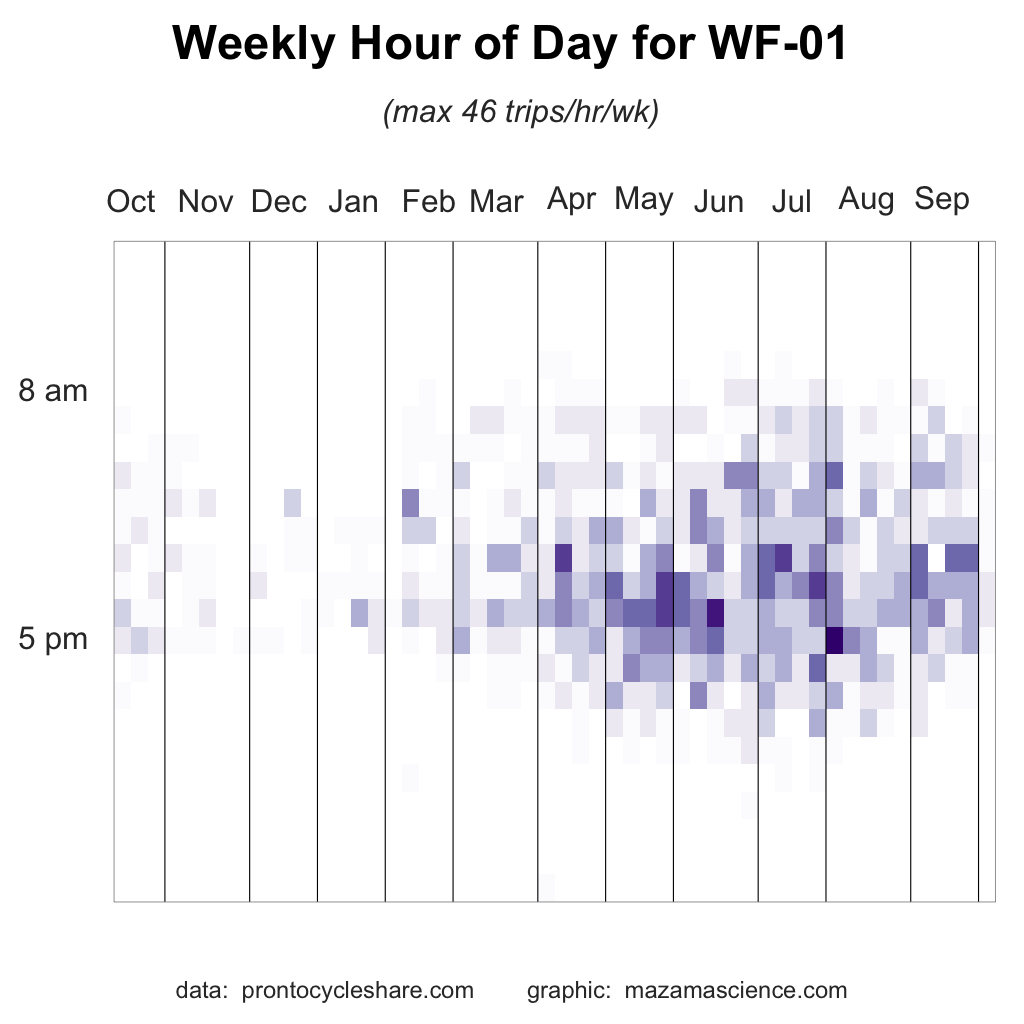 Weekly Hour of Day for WF-01
(max 46 trips/hr/wk)
Oct Nov Dec Jan Feb Mar Apr May Jun Jul Aug Sep
8 am
5 pm
data: prontocycleshare.com graphic: mazamascience.com